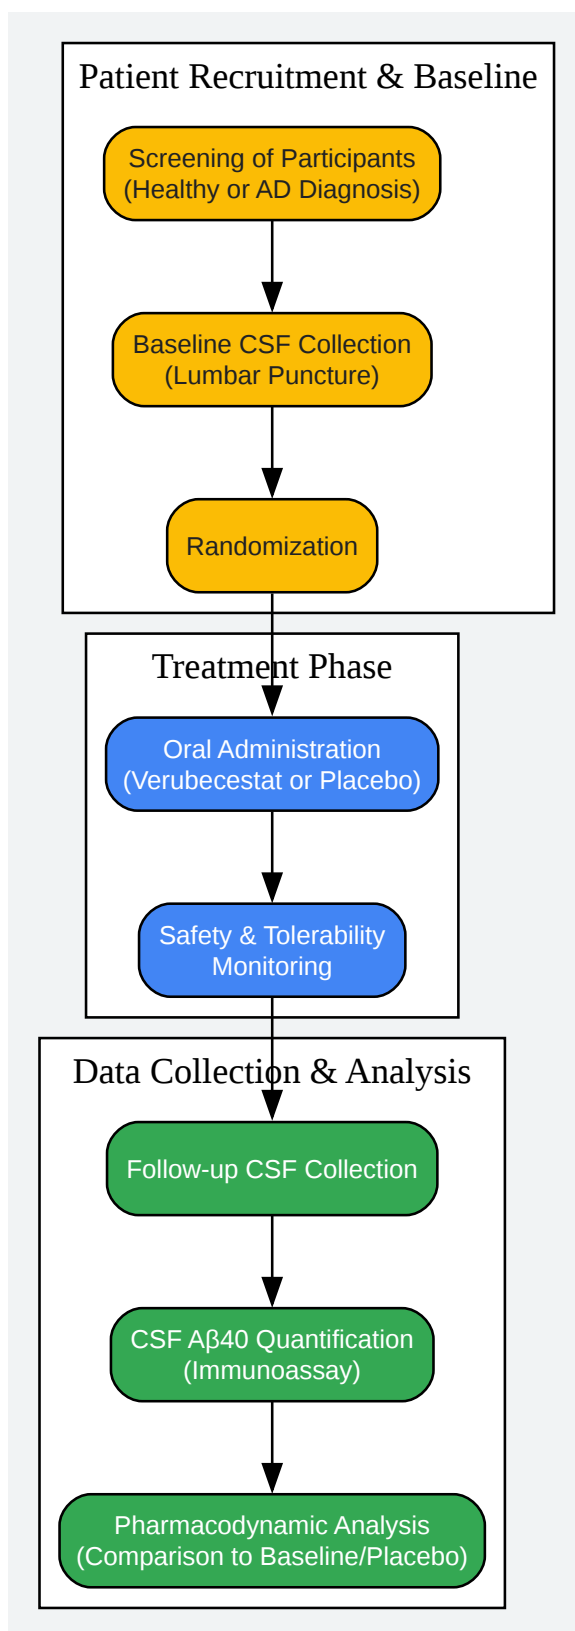 Patient Recruitment & Baseline
Screening of Participants
(Healthy or AD Diagnosis)
Baseline CSF Collection
(Lumbar Puncture)
Randomization
Treatment Phase
Oral Administration
(Verubecestat or Placebo)
Safety & Tolerability
Monitoring
Data Collection & Analysis
Follow-up CSF Collection
CSF Aβ40 Quantification
(Immunoassay)
Pharmacodynamic Analysis
(Comparison to Baseline/Placebo)